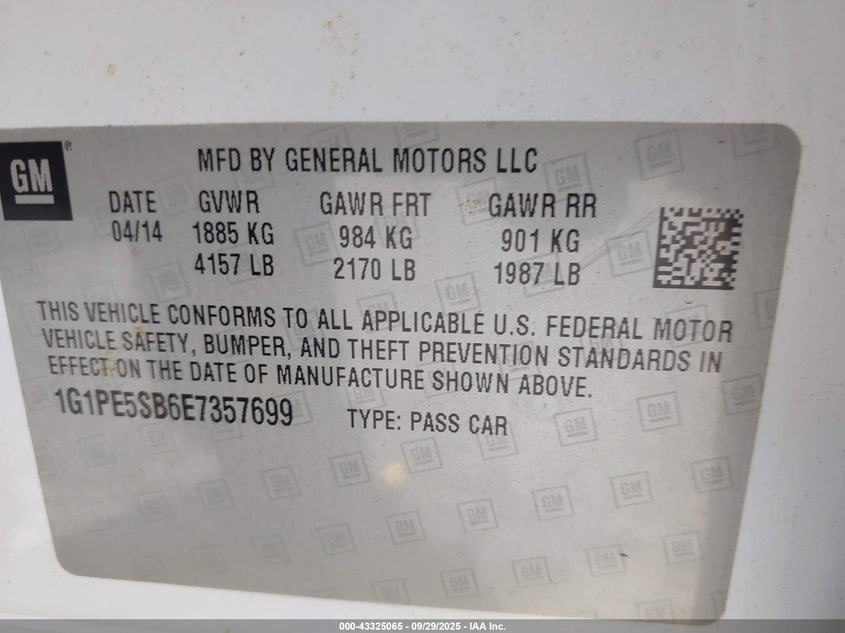 GM
MFD BY GENERAL MOTORS LLC
DATE GVWR GAWR FRT GAWR RR
04/14 1885 KG 984 KG 901 KG
4157 LB 2170 LB 1987 LB
THIS VEHICLE CONFORMS TO ALL APPLICABLE U.S. FEDERAL MOTOR
VEHICLE SAFETY, BUMPER, AND THEFT PREVENTION STANDARDS IN
EFFECT ON THE DATE OF MANUFACTURE SHOWN ABOVE.
1G1PE5SB6E7357699 TYPE: PASS CAR
000-43325065 - 09/29/2025 - IAA Inc.